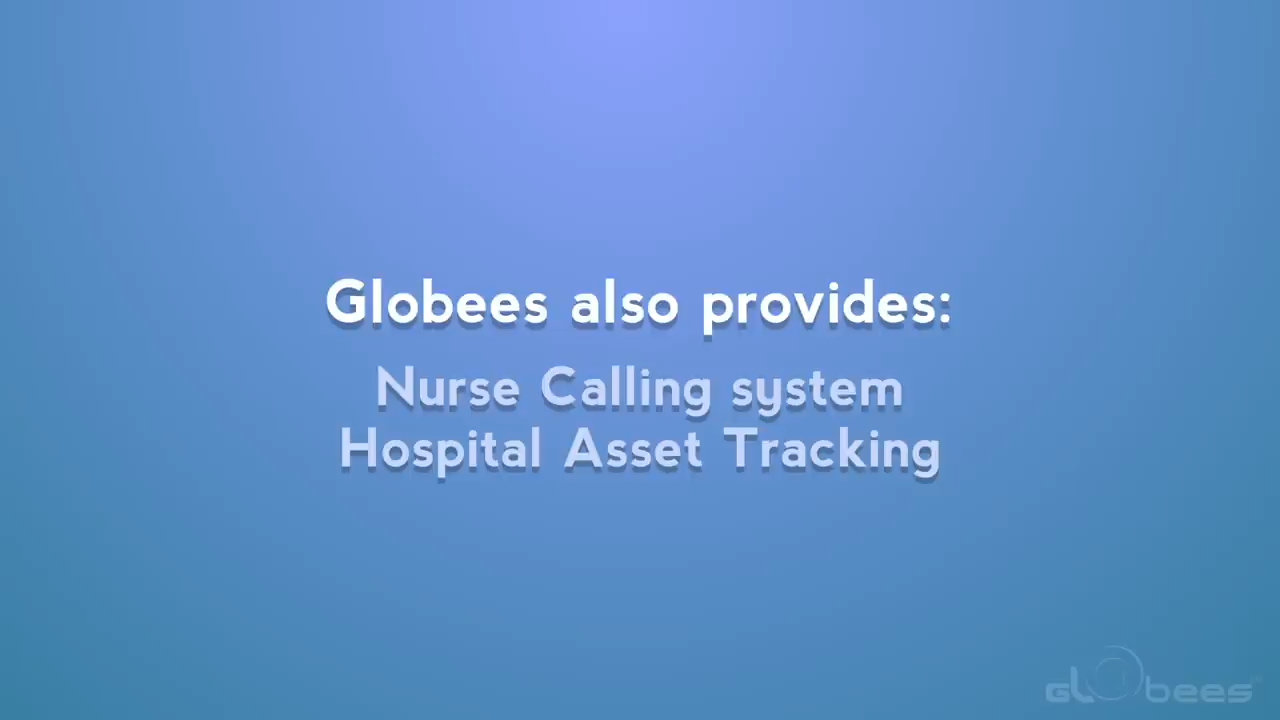 Globees also provides:
Nurse Calling system
Hospital Asset Tracking
GLObees